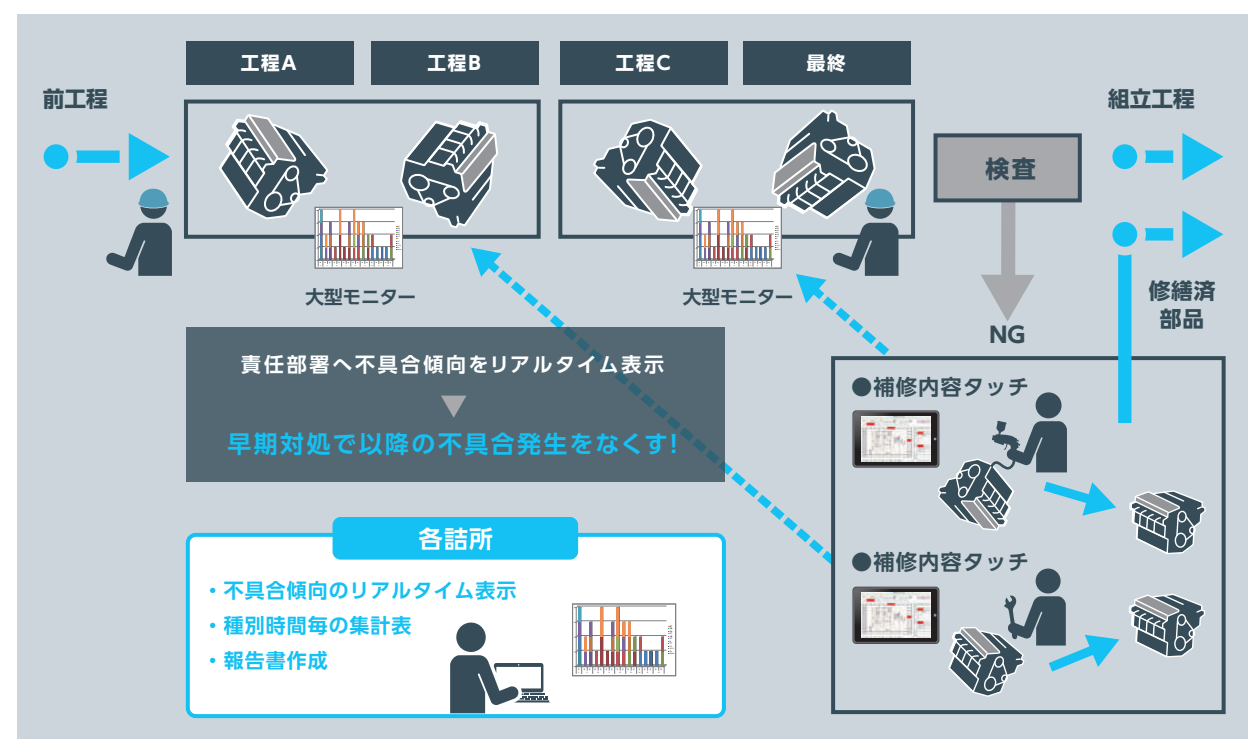 工程A
工程B
工程C
最終
前工程
組立工程
検査
大型モニター
大型モニター
修繕済
部品
NG
責任部署へ不具合傾向をリアルタイム表示
早期対処で以降の不具合発生をなくす!
●補修内容タッチ
●補修内容タッチ
各詰所
・不具合傾向のリアルタイム表示
・種別時間毎の集計表
・報告書作成